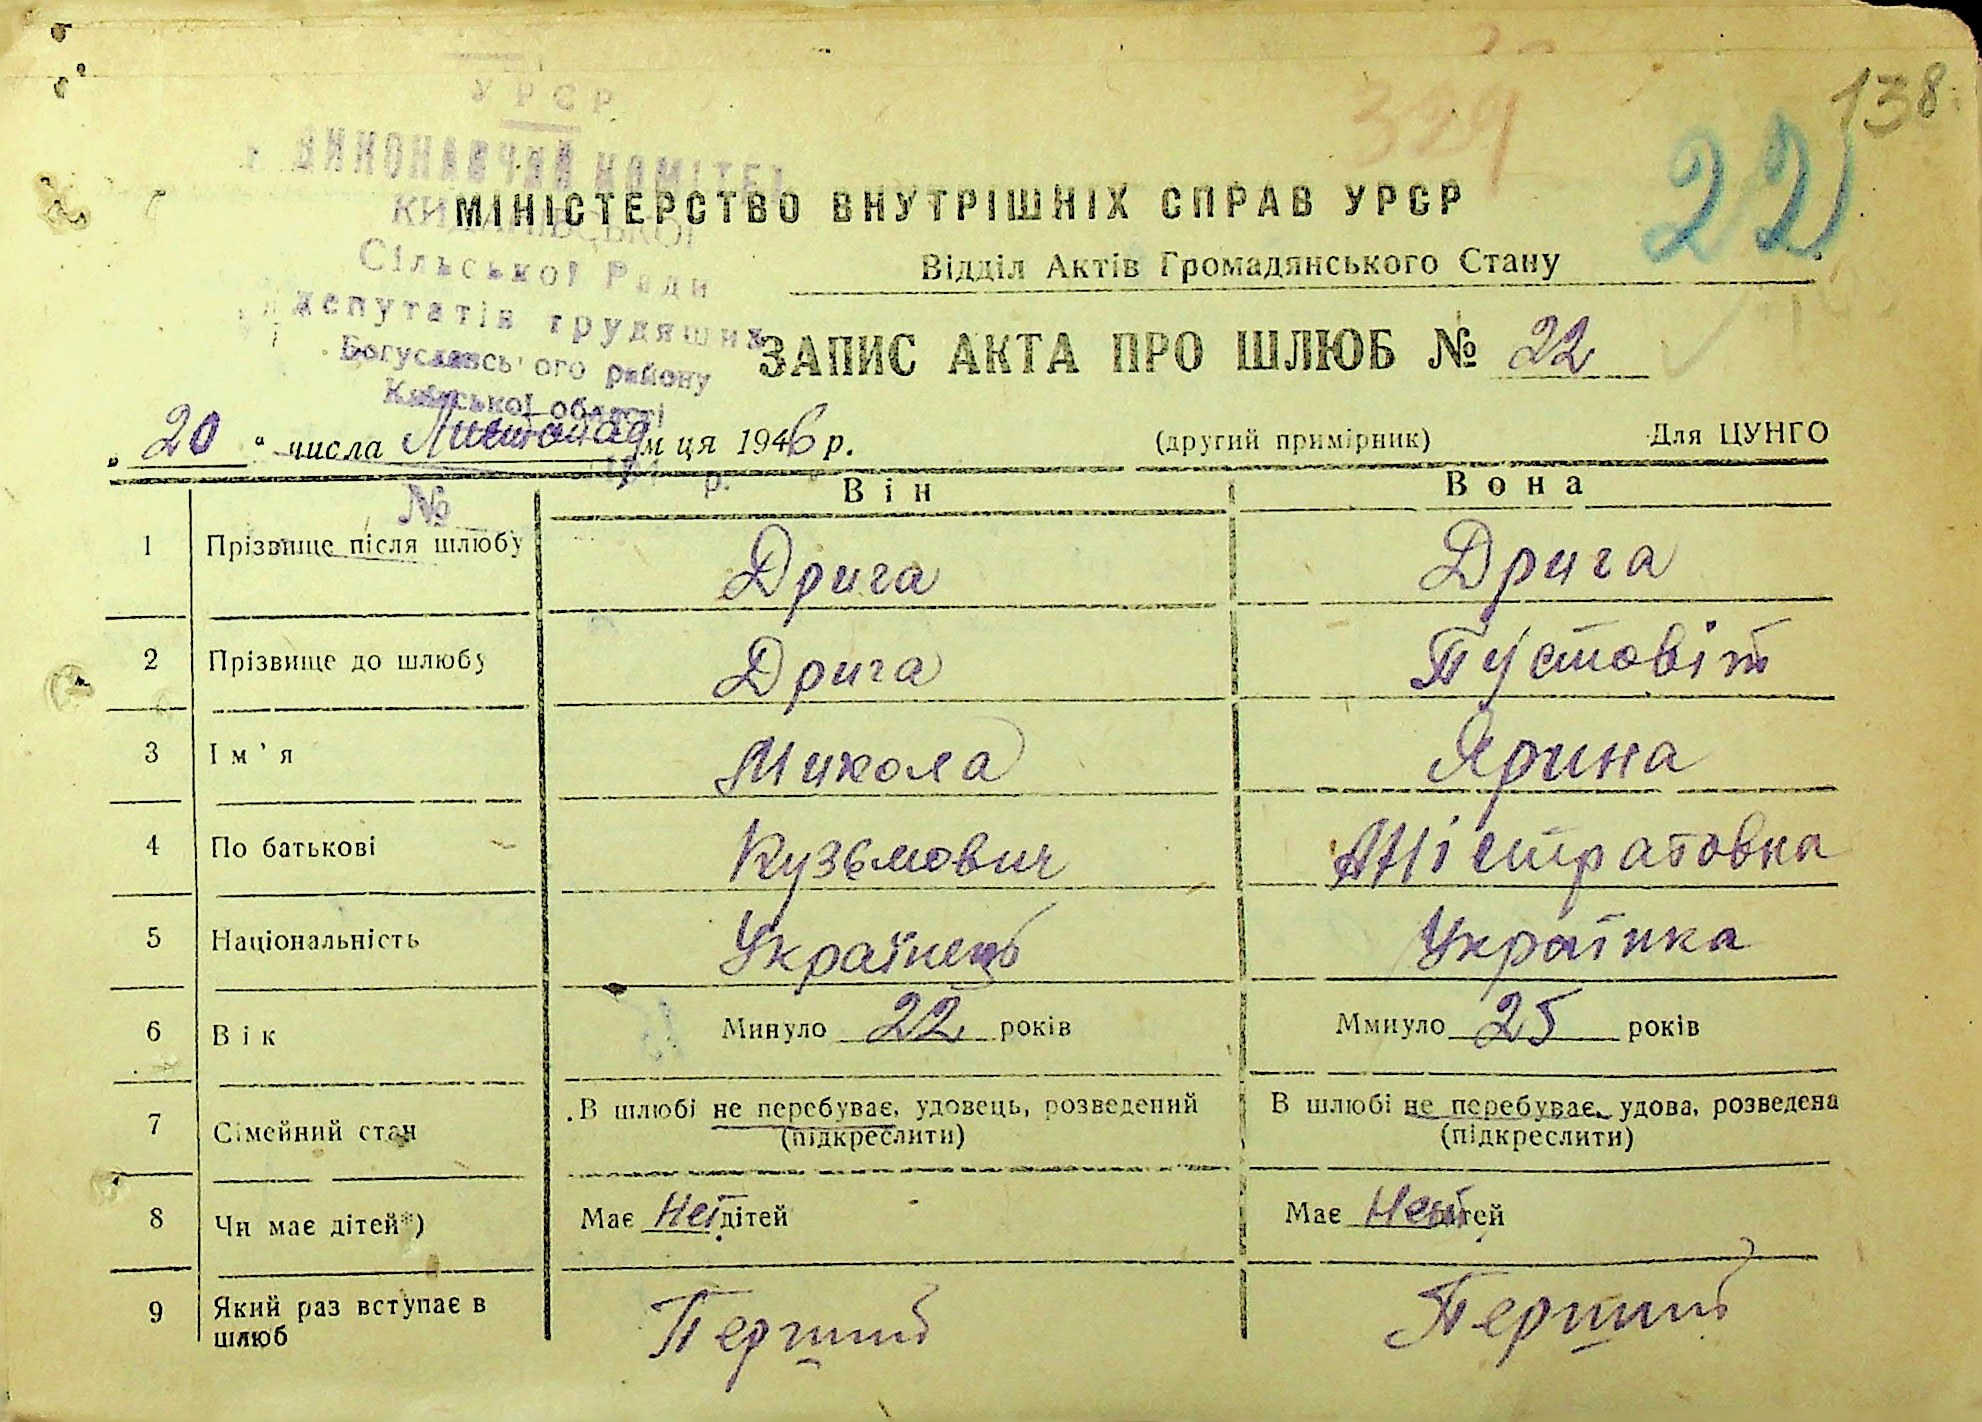 138
329
22
УРСР
ВИКОНАВЧИЙ КОМІТЕТ
МІНІСТЕРСТВО ВНУТРІШНІХ СПРАВ УРСР
Сільської Ради
Відділ Актів Громадянського Стану
депутатів трудящих
Богуславського району
Київської області
ЗАПИС АКТА ПРО ШЛЮБ № 22
„ 20 “ числа Листопад м ця 1946 р.
(другий примірник)
Для ЦУНГО
194 р.
№
Він
Вона
1 Прізвище після шлюбу Дрига Дрига
2 Прізвище до шлюбу Дрига Пустовіт
3 Ім'я Микола Ярина
4 По батькові Кузьмович
5 Національність Українець Українка
6 Вік Минуло 22 років Ммнуло 25 років
7 Сімейний стан В шлюбі не перебуває, удовець, розведений В шлюбі не перебуває, удова, розведена
(підкреслити) (підкреслити)
8 Чи має дітей*) Має Неї дітей Має Неї дітей
9 Який раз вступає в шлюб Перший Перший